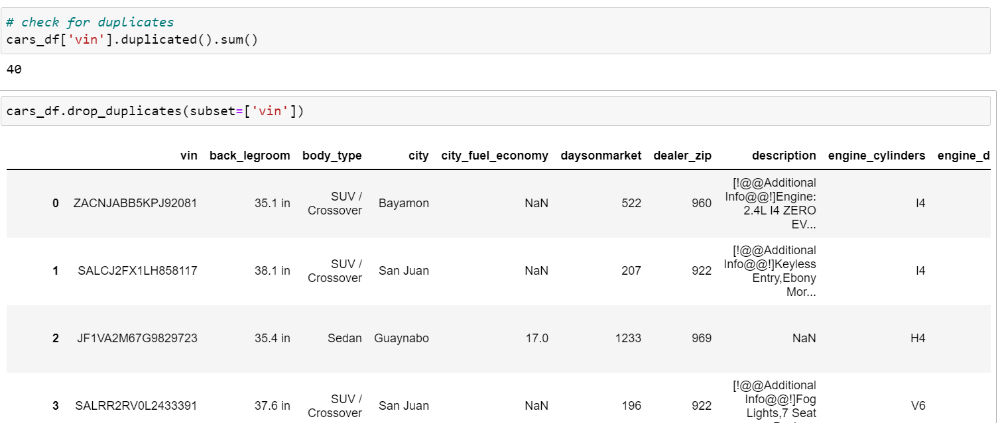 # check for duplicates
cars_df['vin'].duplicated().sum()
40
cars_df.drop_duplicates(subset=['vin'])
vin back_legroom body_type city city_fuel_economy daysonmarket dealer_zip description engine_cylinders engine_d
0 ZACNJABB5KPJ92081 35.1 in SUV / Crossover Bayamon NaN 522 960 [!@@Additional Info@@!]Engine: 2.4L I4 ZERO EV... I4
1 SALCJ2FX1LH858117 38.1 in SUV / Crossover San Juan NaN 207 922 [!@@Additional Info@@!]Keyless Entry,Ebony Mor... I4
2 JF1VA2M67G9829723 35.4 in Sedan Guaynabo 17.0 1233 969 NaN H4
3 SALRR2RV0L2433391 37.6 in SUV / Crossover San Juan NaN 196 922 [!@@Additional Info@@!]Fog Lights,7 Seat V6